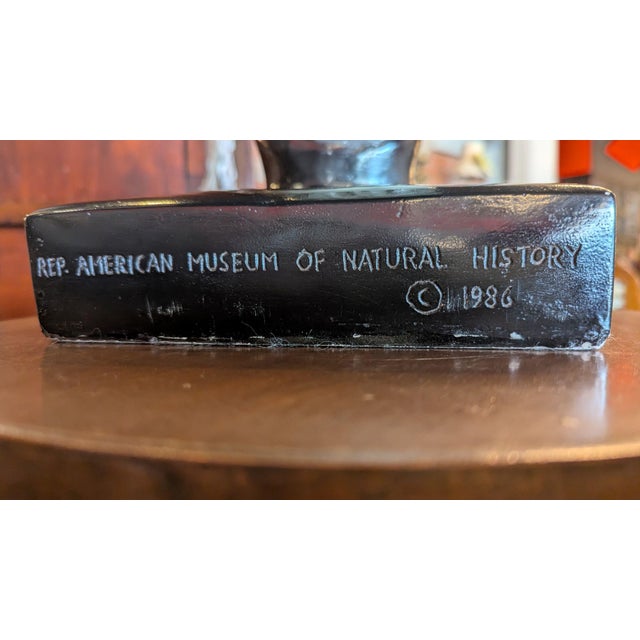 REP. AMERICAN MUSEUM OF NATURAL HISTORY
© 1986